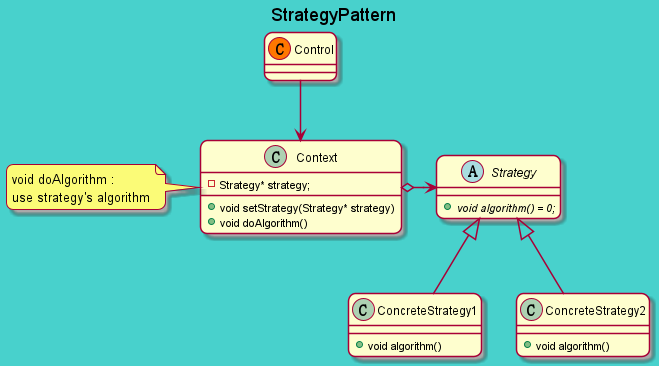 StrategyPattern
C Control
C Context
Strategy* strategy;
void setStrategy(Strategy* strategy)
void doAlgorithm()
void doAlgorithm :
use strategy's algorithm
A Strategy
void algorithm() = 0;
C ConcreteStrategy1
void algorithm()
C ConcreteStrategy2
void algorithm()